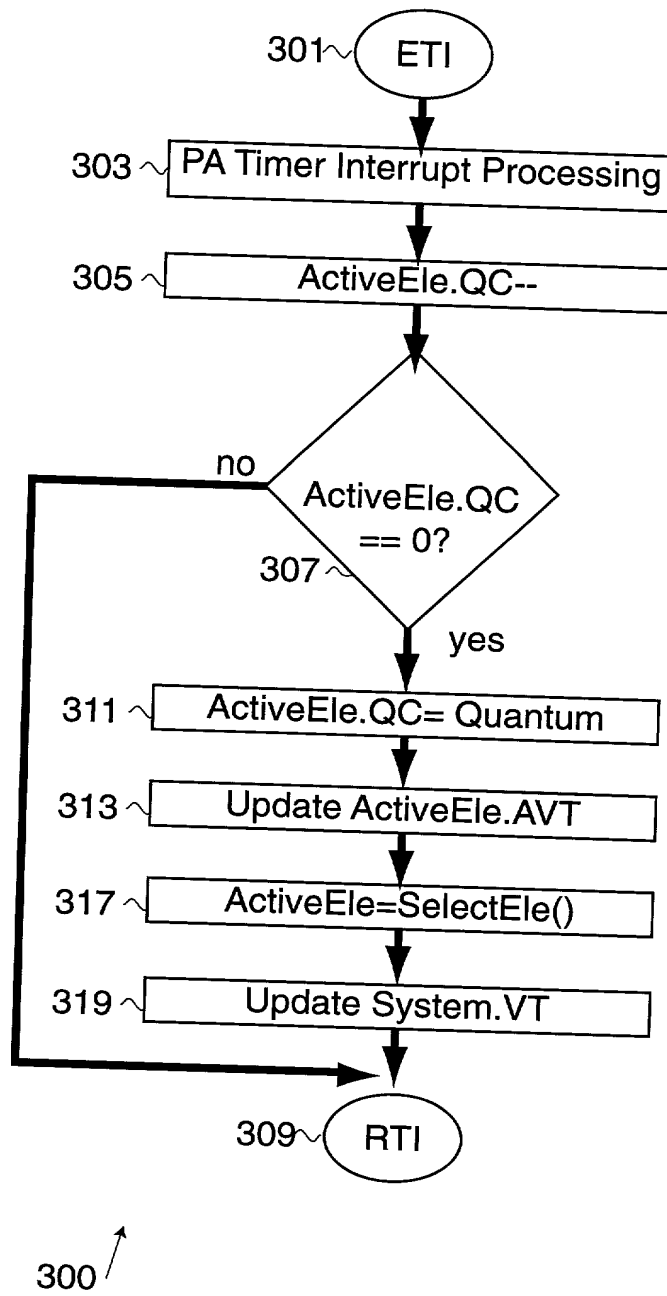 301 ETI
303 PA Timer Interrupt Processing
305 ActiveEle.QC--
no
ActiveEle.QC
== 0?
307
yes
311 ActiveEle.QC= Quantum
313 Update ActiveEle.AVT
317 ActiveEle=SelectEle()
319 Update System.VT
309 RTI
300